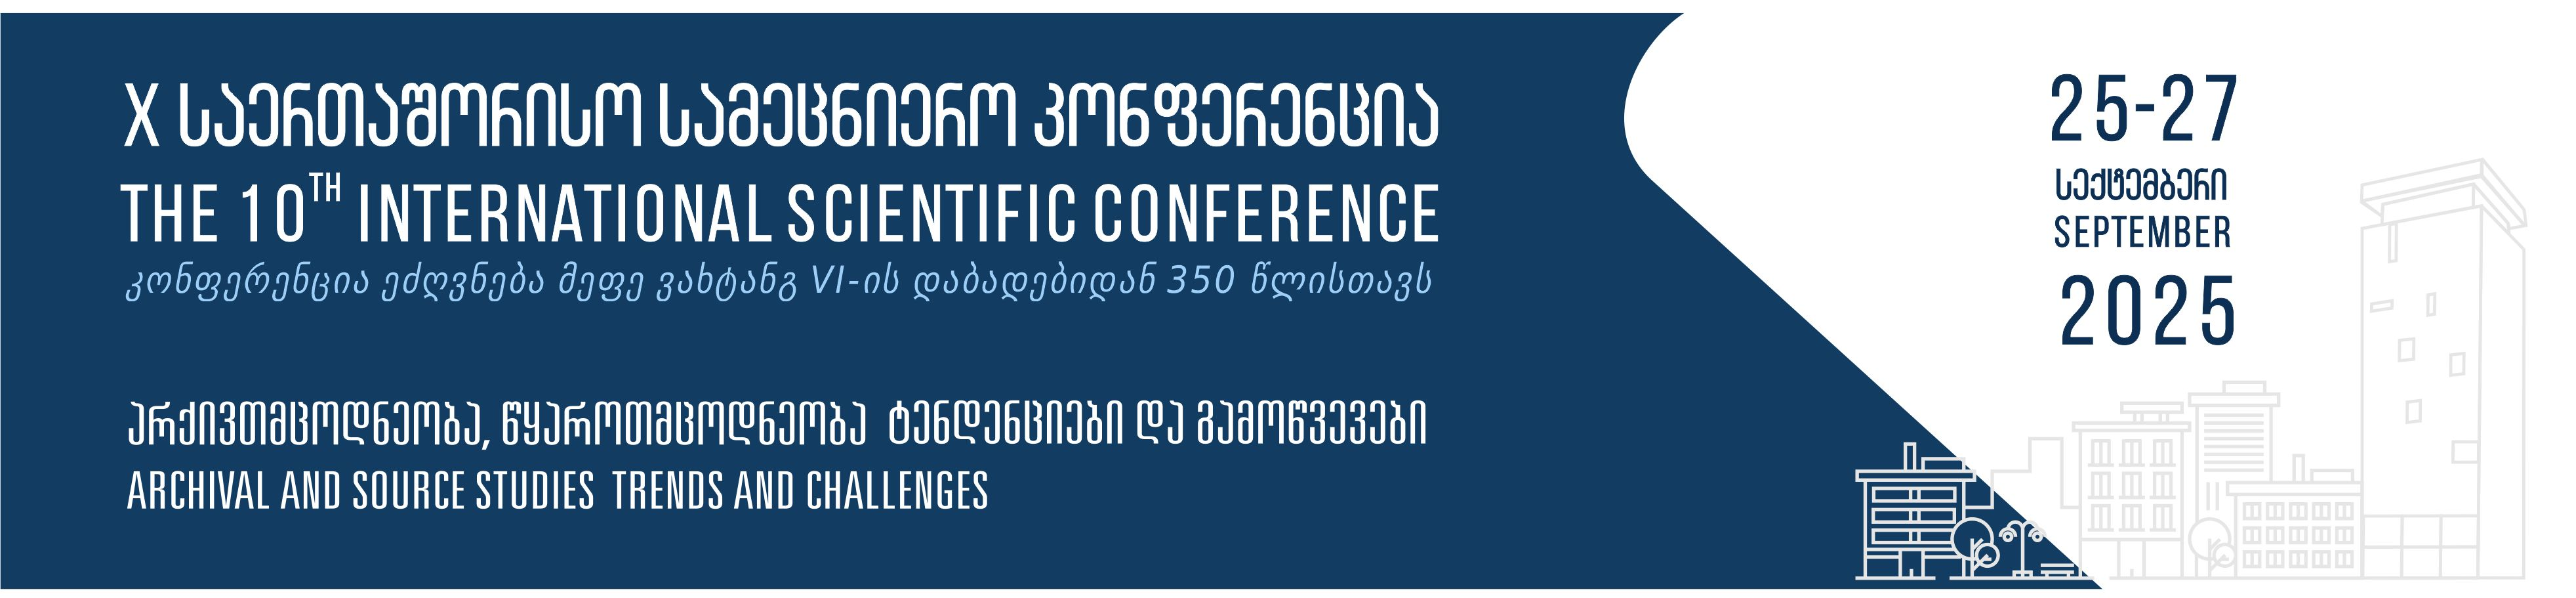 X საერთაშორისო სამეცნიერო კონფერენცია
THE 10TH INTERNATIONAL SCIENTIFIC CONFERENCE
კონფერენცია ეძღვნება მეფე ვახტანგ VI-ის დაბადებიდან 350 წლისთავს
არქივთმცოდნეობა, წყაროთმცოდნეობა ტენდენციები და გამოწვევები
ARCHIVAL AND SOURCE STUDIES TRENDS AND CHALLENGES
25-27
სექტემბერი
SEPTEMBER
2025